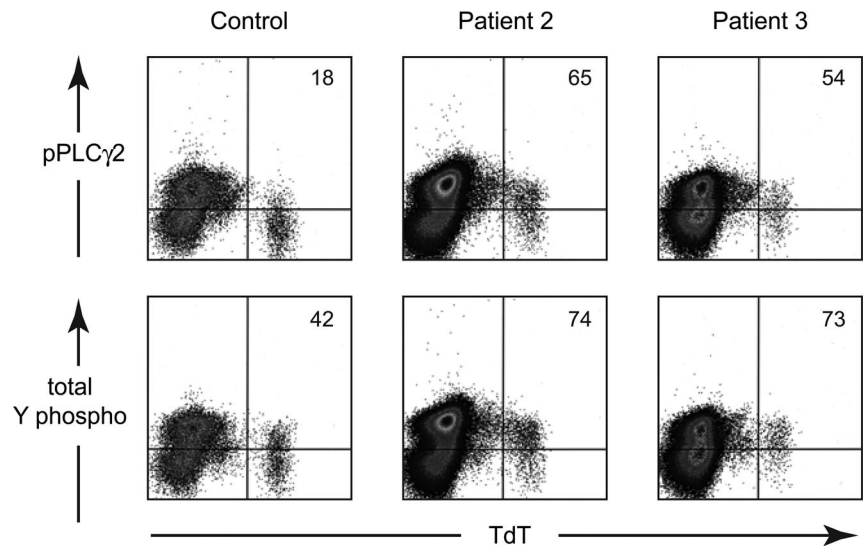 Control
Patient 2
Patient 3
pPLCγ2
18
65
54
total
Y phospho
42
74
73
TdT